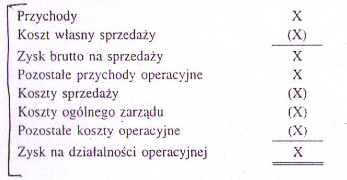 Przychody X
Koszt własny sprzedaży (X)
Zysk brutto na sprzedaży X
Pozostałe przychody operacyjne X
Koszty sprzedaży (X)
Koszty ogólnego zarządu (X)
Pozostałe koszty operacyjne (X)
Zysk na działalności operacyjnej X